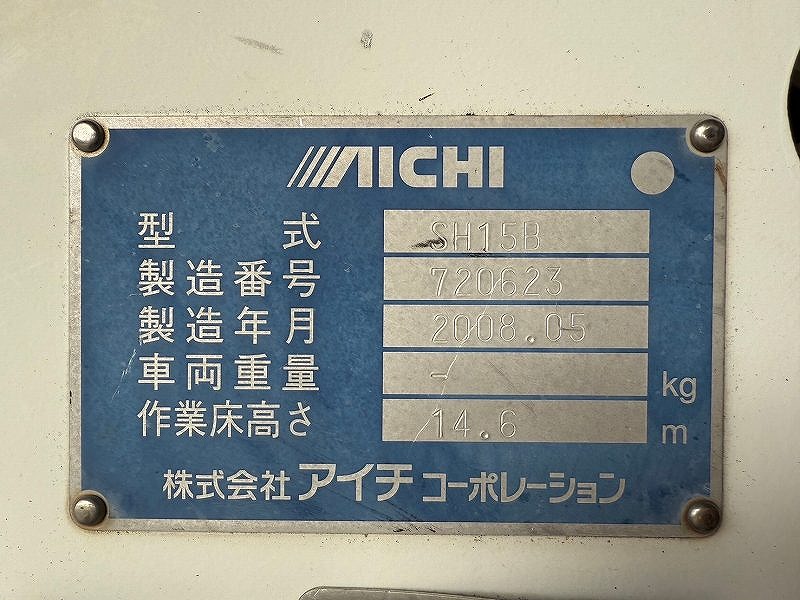 AICHI
型式 SH15B
製造番号 720623
製造年月 2008.05
車両重量 - kg
作業床高さ 14.6 m
株式会社アイチコーポレーション